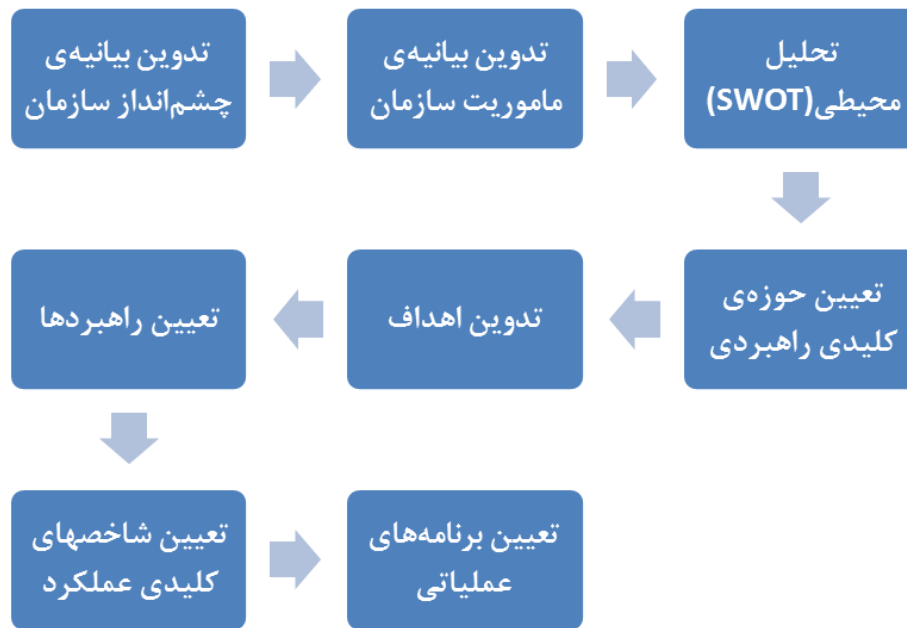 تدوین بیانیه‌ی
چشم‌انداز سازمان
تدوین بیانیه‌ی
ماموریت سازمان
تحلیل
محیطی(SWOT)
تعیین حوزه‌ی
کلیدی راهبردی
تدوین اهداف
تعیین راهبردها
تعیین شاخصهای
کلیدی عملکرد
تعیین برنامه‌های
عملیاتی